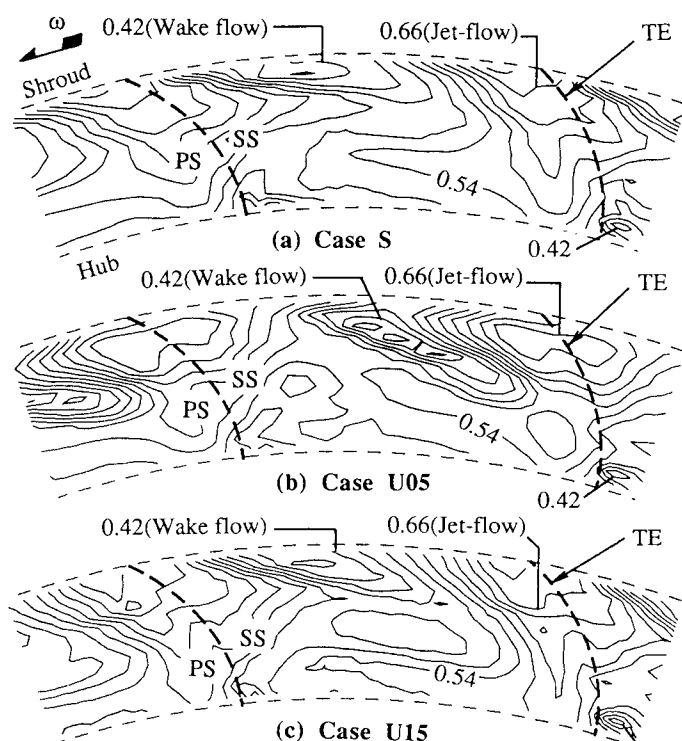 ω
0.42(Wake flow)
0.66(Jet-flow)
TE
Shroud
PS
SS
0.54
(a) Case S
0.42
Hub
0.42(Wake flow)
0.66(Jet-flow)
TE
SS
PS
0.54
(b) Case U05
0.42
0.42(Wake flow)
0.66(Jet-flow)
TE
SS
PS
0.54
(c) Case U15